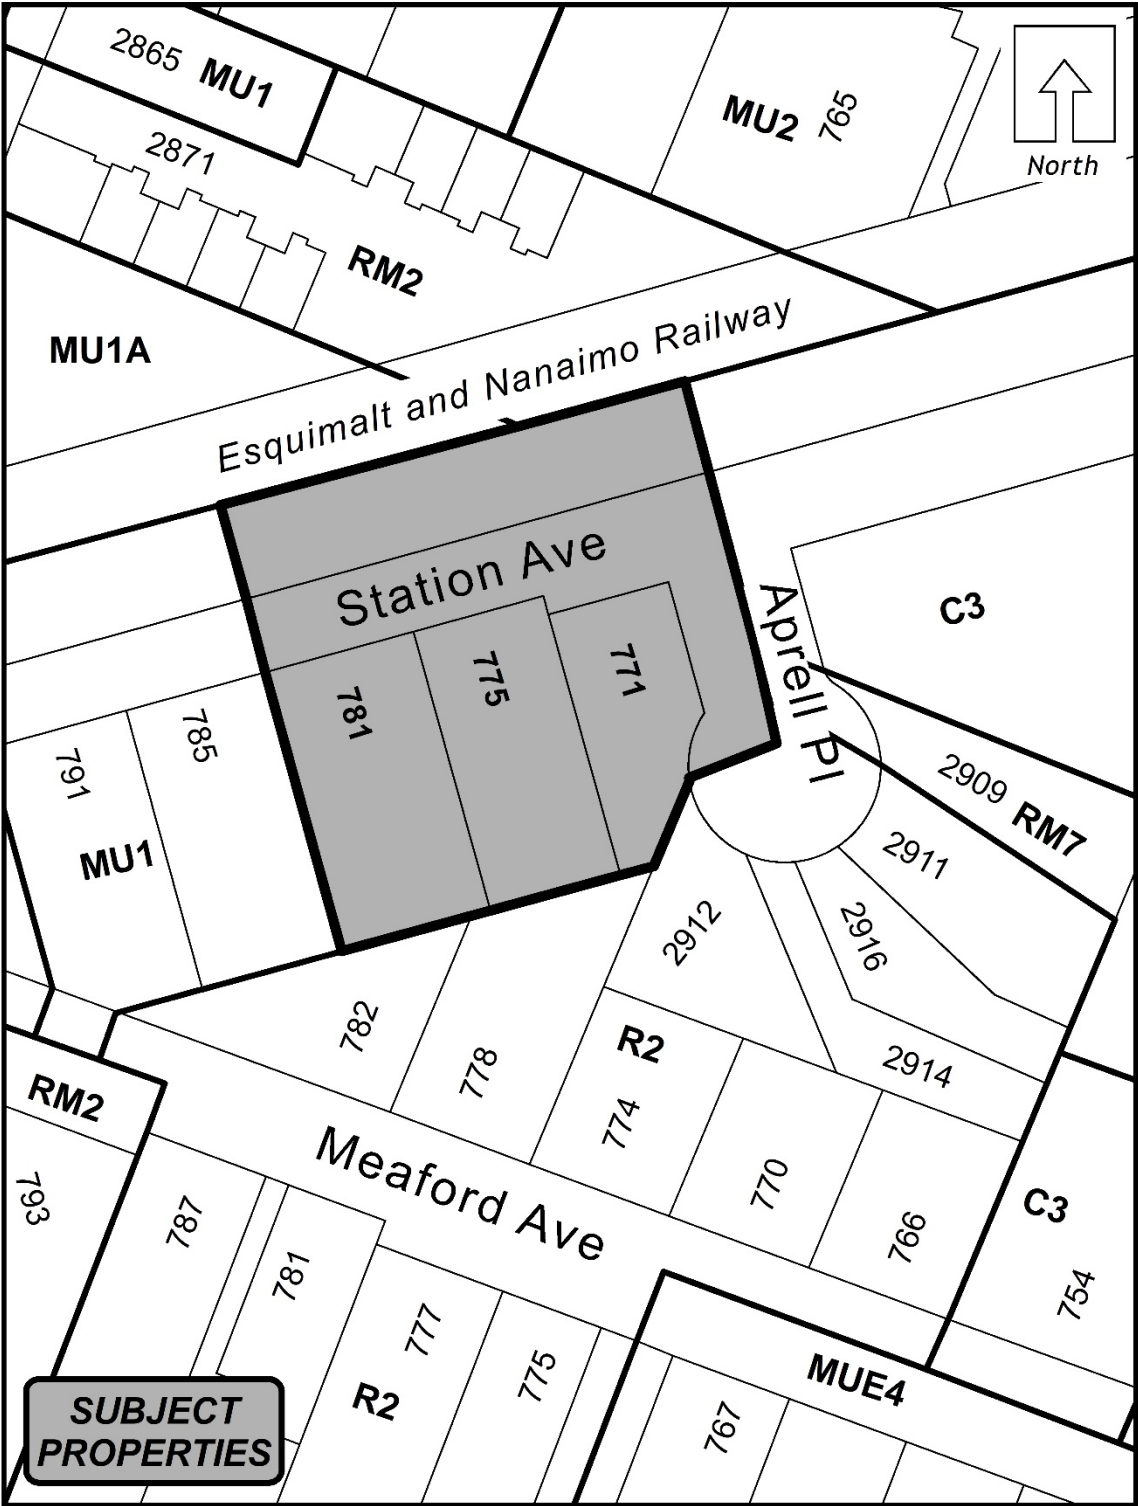 2865 MU1
MU2 765
North
2871
RM2
MU1A
Esquimalt and Nanaimo Railway
Station Ave
Aprell Pl
C3
781
775
771
791
785
MU1
2909 RM7
2911
2916
2912
2914
782
778
R2
774
770
766
RM2
793
Meaford Ave
C3
754
787
781
777
775
R2
MUE4
767
SUBJECT
PROPERTIES